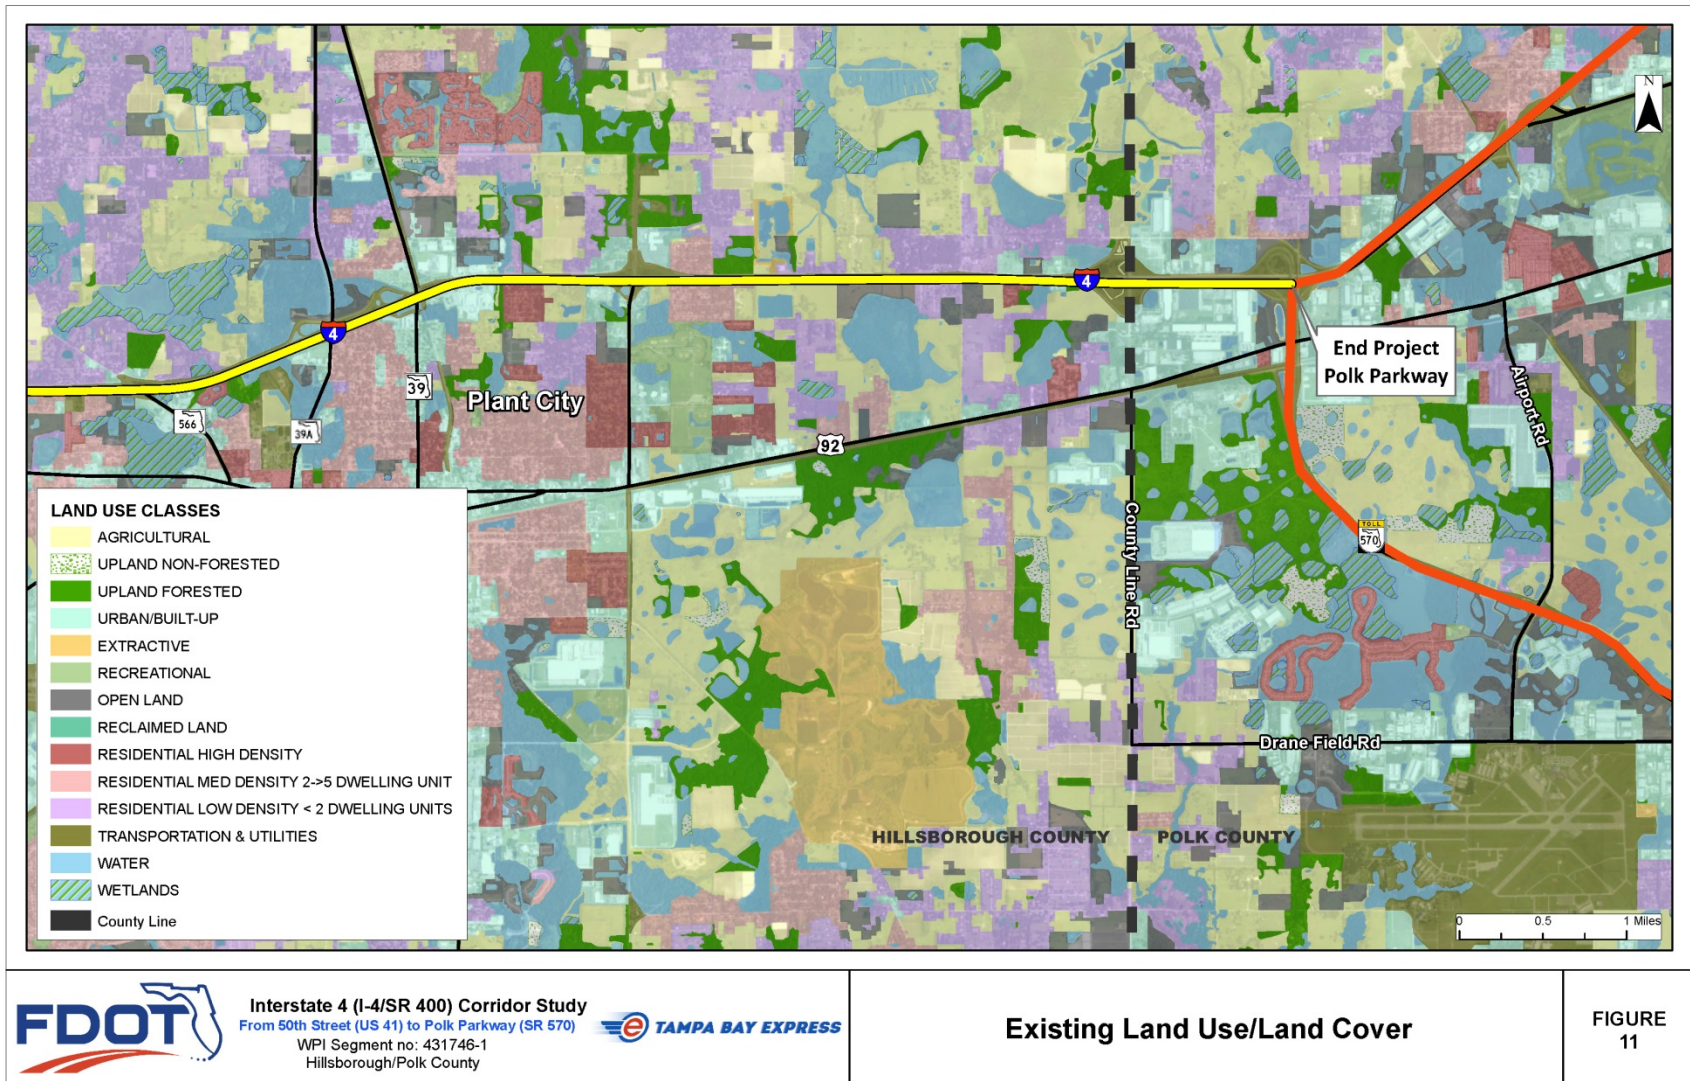 N
4
4
End Project
Polk Parkway
Airport Rd
39
Plant City
566
39A
92
LAND USE CLASSES
AGRICULTURAL
UPLAND NON-FORESTED
UPLAND FORESTED
URBAN/BUILT-UP
EXTRACTIVE
RECREATIONAL
OPEN LAND
RECLAIMED LAND
RESIDENTIAL HIGH DENSITY
RESIDENTIAL MED DENSITY 2->5 DWELLING UNIT
RESIDENTIAL LOW DENSITY < 2 DWELLING UNITS
TRANSPORTATION & UTILITIES
WATER
WETLANDS
County Line
County Line Rd
TOLL
570
Drane Field Rd
HILLSBOROUGH COUNTY
POLK COUNTY
0 0.5 1 Miles
FDOT
Interstate 4 (I-4/SR 400) Corridor Study
From 50th Street (US 41) to Polk Parkway (SR 570)
WPI Segment no: 431746-1
Hillsborough/Polk County
e TAMPA BAY EXPRESS
Existing Land Use/Land Cover
FIGURE
11